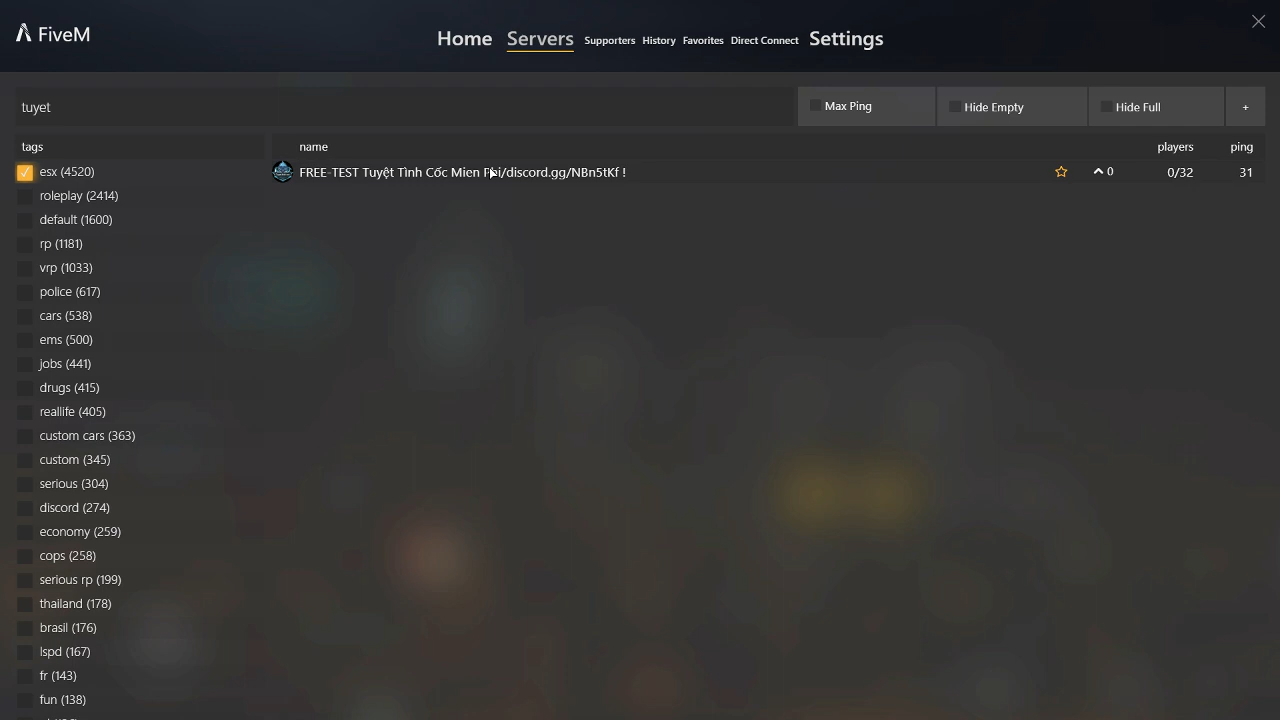 FiveM
Home Servers Supporters History Favorites Direct Connect Settings
tuyet
Max Ping
Hide Empty
Hide Full
+
tags
name
players
ping
esx (4520)
FREE-TEST Tuyệt Tình Cốc Mien Phi/discord.gg/NBn5tKf !
0
0/32
31
roleplay (2414)
default (1600)
rp (1181)
vrp (1033)
police (617)
cars (538)
ems (500)
jobs (441)
drugs (415)
reallife (405)
custom cars (363)
custom (345)
serious (304)
discord (274)
economy (259)
cops (258)
serious rp (199)
thailand (178)
brasil (176)
lspd (167)
fr (143)
fun (138)